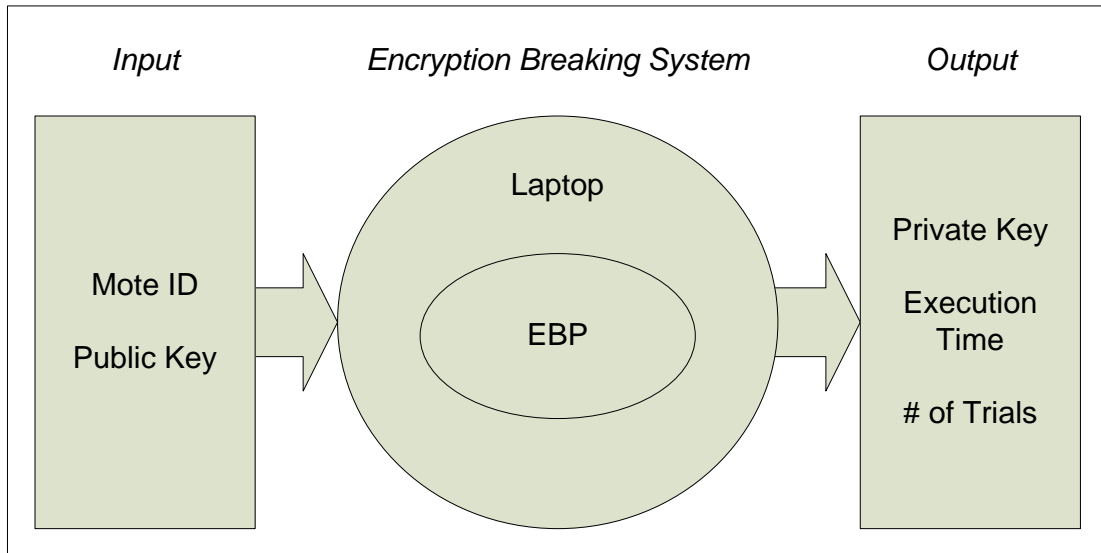 Input
Encryption Breaking System
Output
Mote ID
Public Key
Laptop
EBP
Private Key
Execution
Time
# of Trials